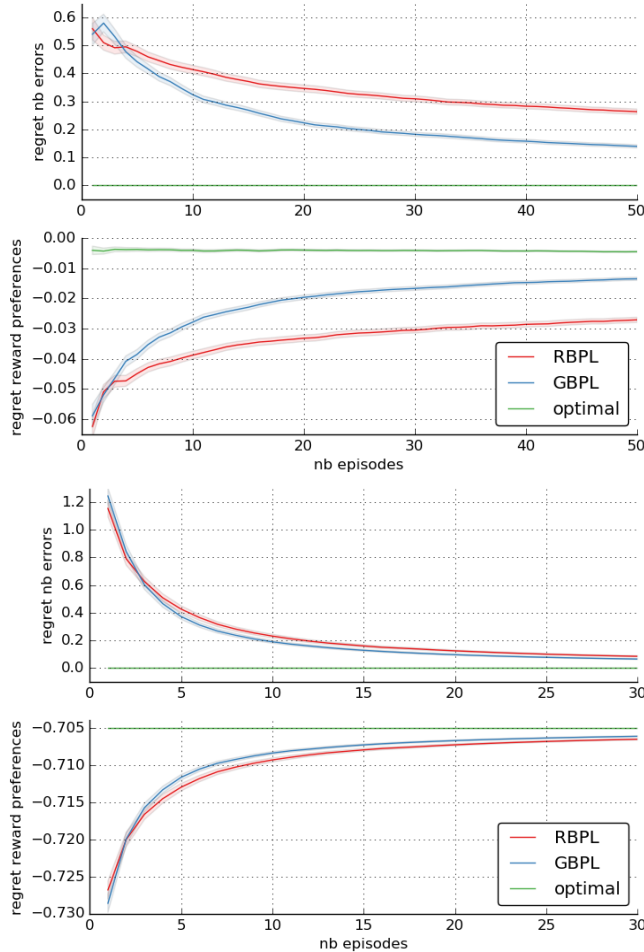 0.6
0.5
0.4
0.3
0.2
0.1
0.0
regret nb errors
0 10 20 30 40 50
0.00
−0.01
−0.02
−0.03
−0.04
−0.05
−0.06
regret reward preferences
RBPL
GBPL
optimal
0 10 20 30 40 50
nb episodes
1.2
1.0
0.8
0.6
0.4
0.2
0.0
regret nb errors
0 5 10 15 20 25 30
−0.705
−0.710
−0.715
−0.720
−0.725
−0.730
regret reward preferences
RBPL
GBPL
optimal
0 5 10 15 20 25 30
nb episodes